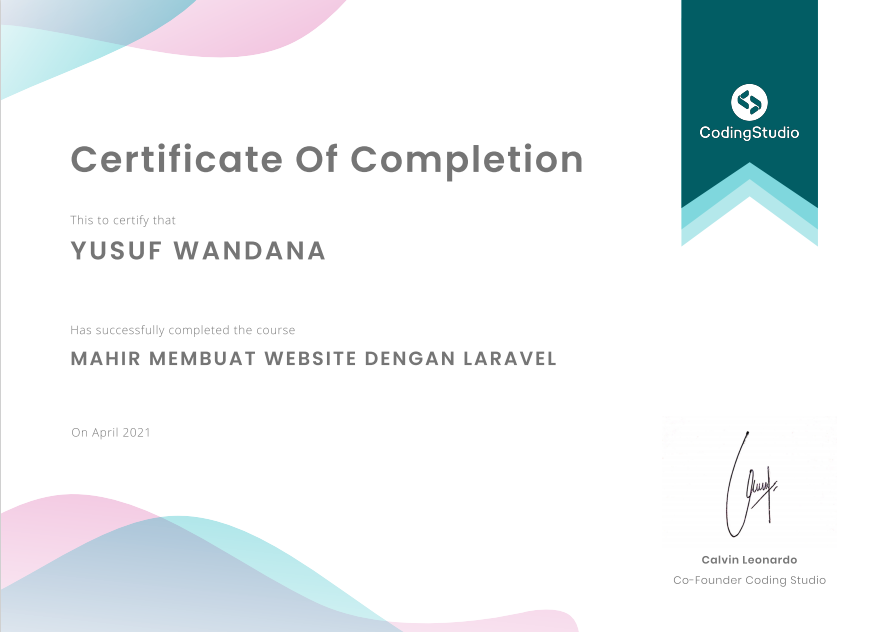 CodingStudio
Certificate Of Completion
This to certify that
YUSUF WANDANA
Has successfully completed the course
MAHIR MEMBUAT WEBSITE DENGAN LARAVEL
On April 2021
Calvin Leonardo
Co-Founder Coding Studio